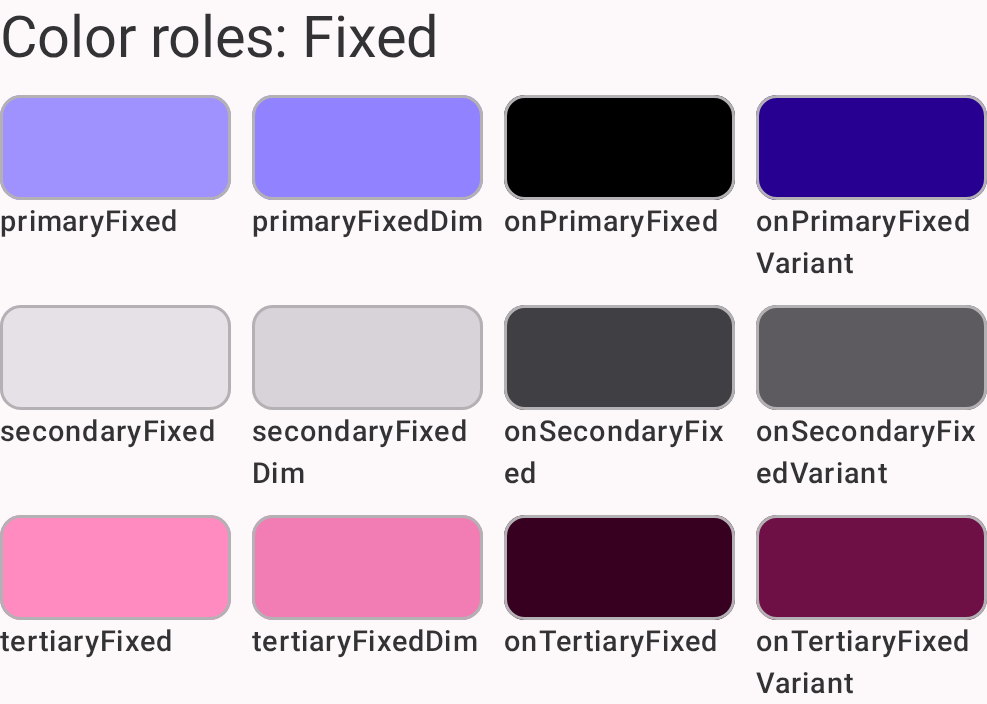 Color roles: Fixed
primaryFixed
primaryFixedDim
onPrimaryFixed
onPrimaryFixed
Variant
secondaryFixed
secondaryFixed
Dim
onSecondaryFix
ed
onSecondaryFix
edVariant
tertiaryFixed
tertiaryFixedDim
onTertiaryFixed
onTertiaryFixed
Variant